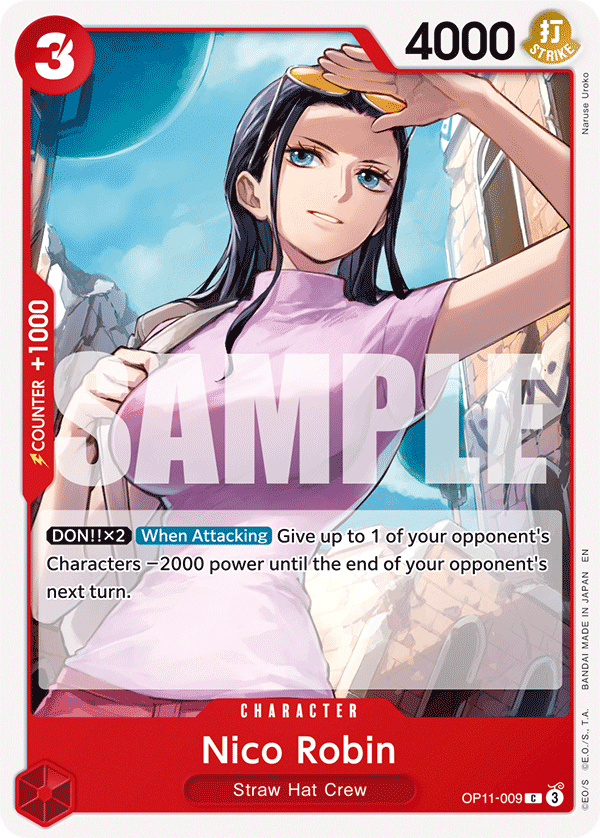 3
4000
打
STRIKE
Naruse Uroko
COUNTER +1000
SAMPLE
DON!!×2 When Attacking Give up to 1 of your opponent's
Characters −2000 power until the end of your opponent's
next turn.
CHARACTER
Nico Robin
Straw Hat Crew
OP11-009 C 3
©EO/S ©E.O./S., T.A. BANDAI MADE IN JAPAN EN